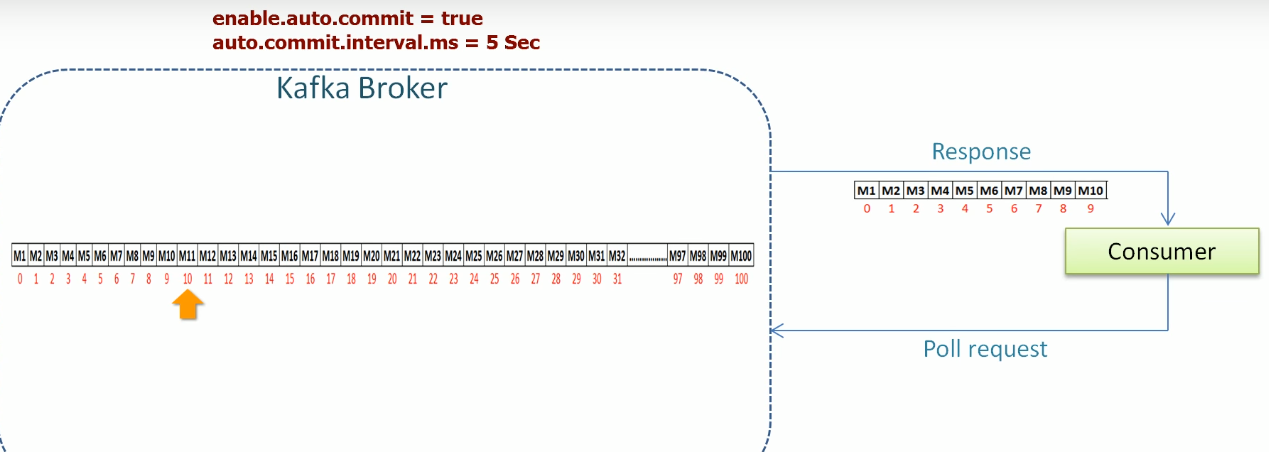 enable.auto.commit = true
auto.commit.interval.ms = 5 Sec
Kafka Broker
Response
M1 M2 M3 M4 M5 M6 M7 M8 M9 M10
0 1 2 3 4 5 6 7 8 9
Consumer
M1 M2 M3 M4 M5 M6 M7 M8 M9 M10 M11 M12 M13 M14 M15 M16 M17 M18 M19 M20 M21 M22 M23 M24 M25 M26 M27 M28 M29 M30 M31 M32 ................. M97 M98 M99 M100
0 1 2 3 4 5 6 7 8 9 10 11 12 13 14 15 16 17 18 19 20 21 22 23 24 25 26 27 28 29 30 31 97 98 99 100
Poll request